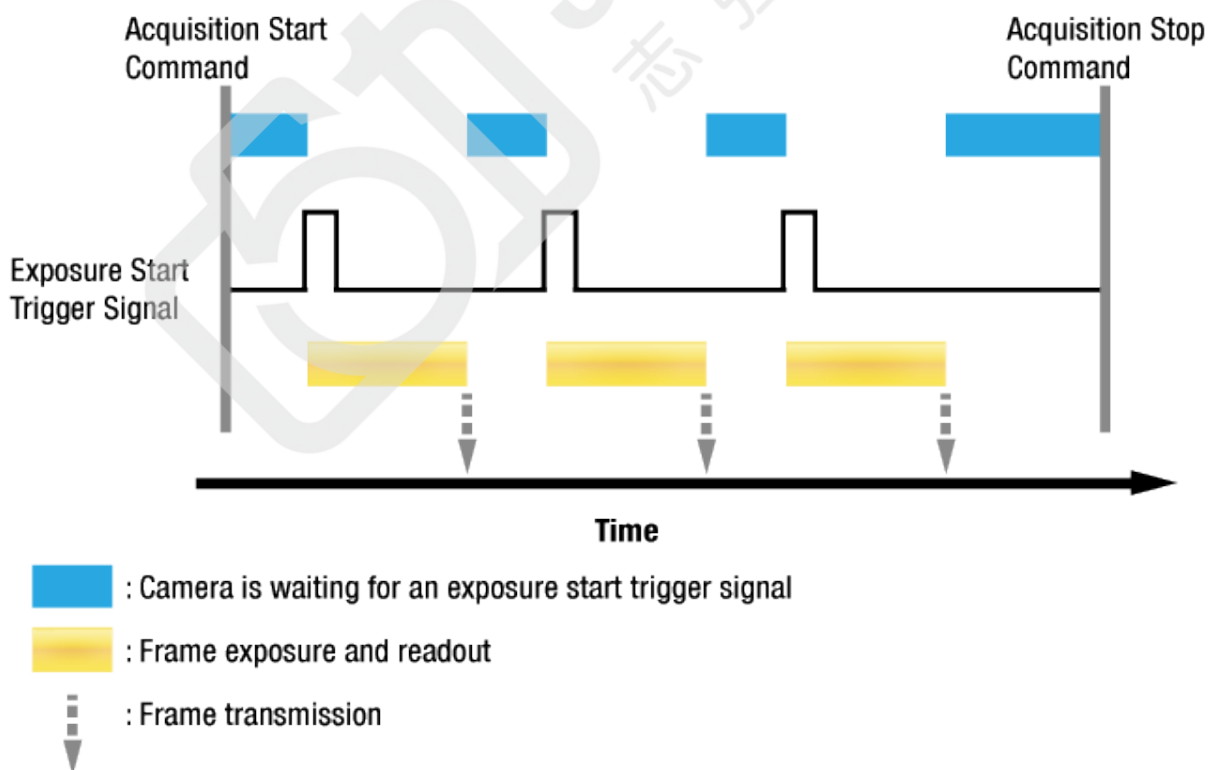 Acquisition Start
Command
Acquisition Stop
Command
志
Exposure Start
Trigger Signal
Time
: Camera is waiting for an exposure start trigger signal
: Frame exposure and readout
: Frame transmission